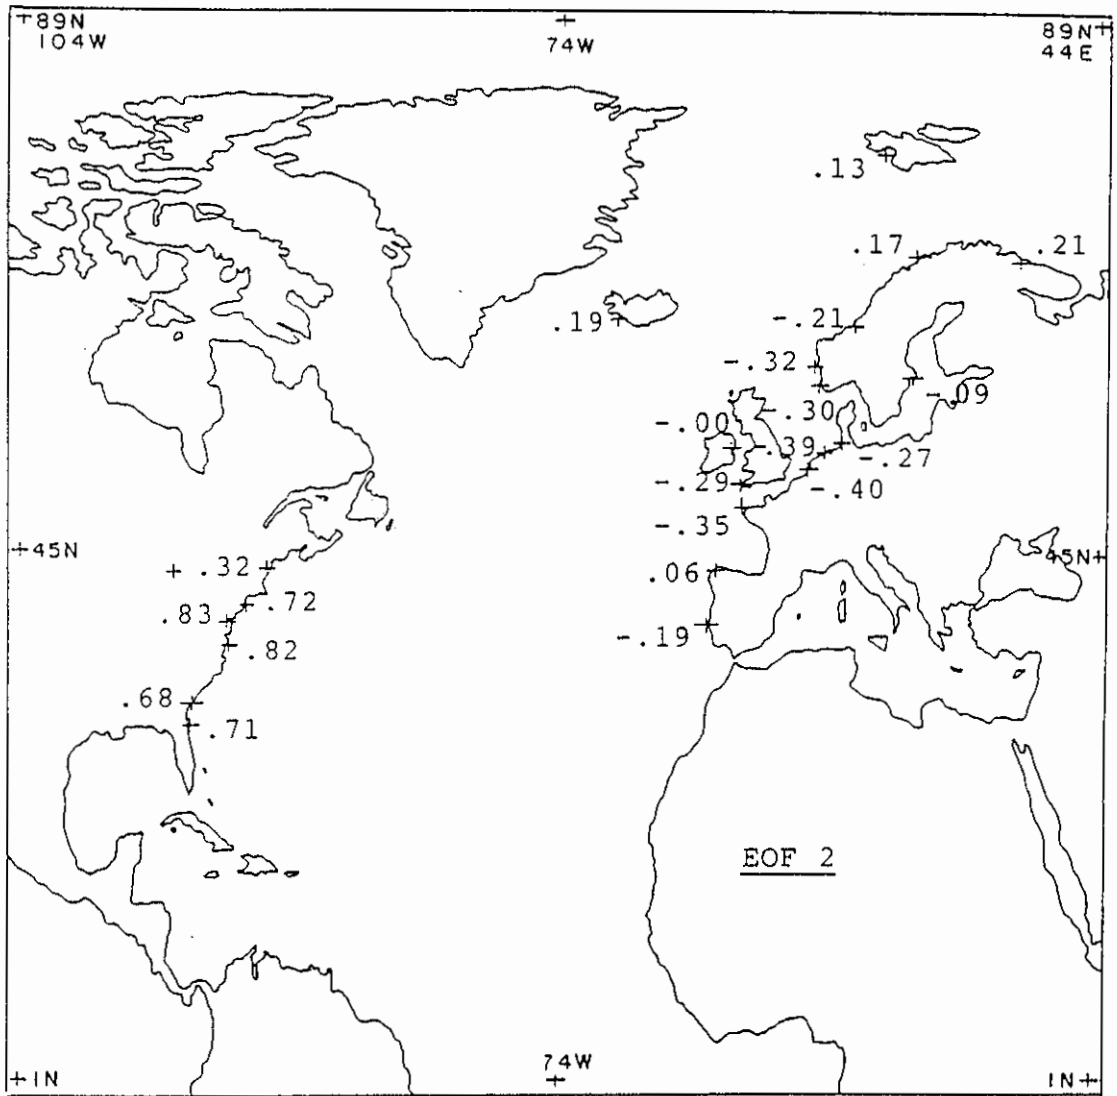 89N
104W
74W
89N
44E
.13
.17
.21
.19
-.21
-.32
-.09
-.30
-.00
-.39
-.27
-.29
-.40
-.35
45N
45N
.32
.06
.72
.83
-.19
.82
.68
.71
EOF 2
74W
1N
1N